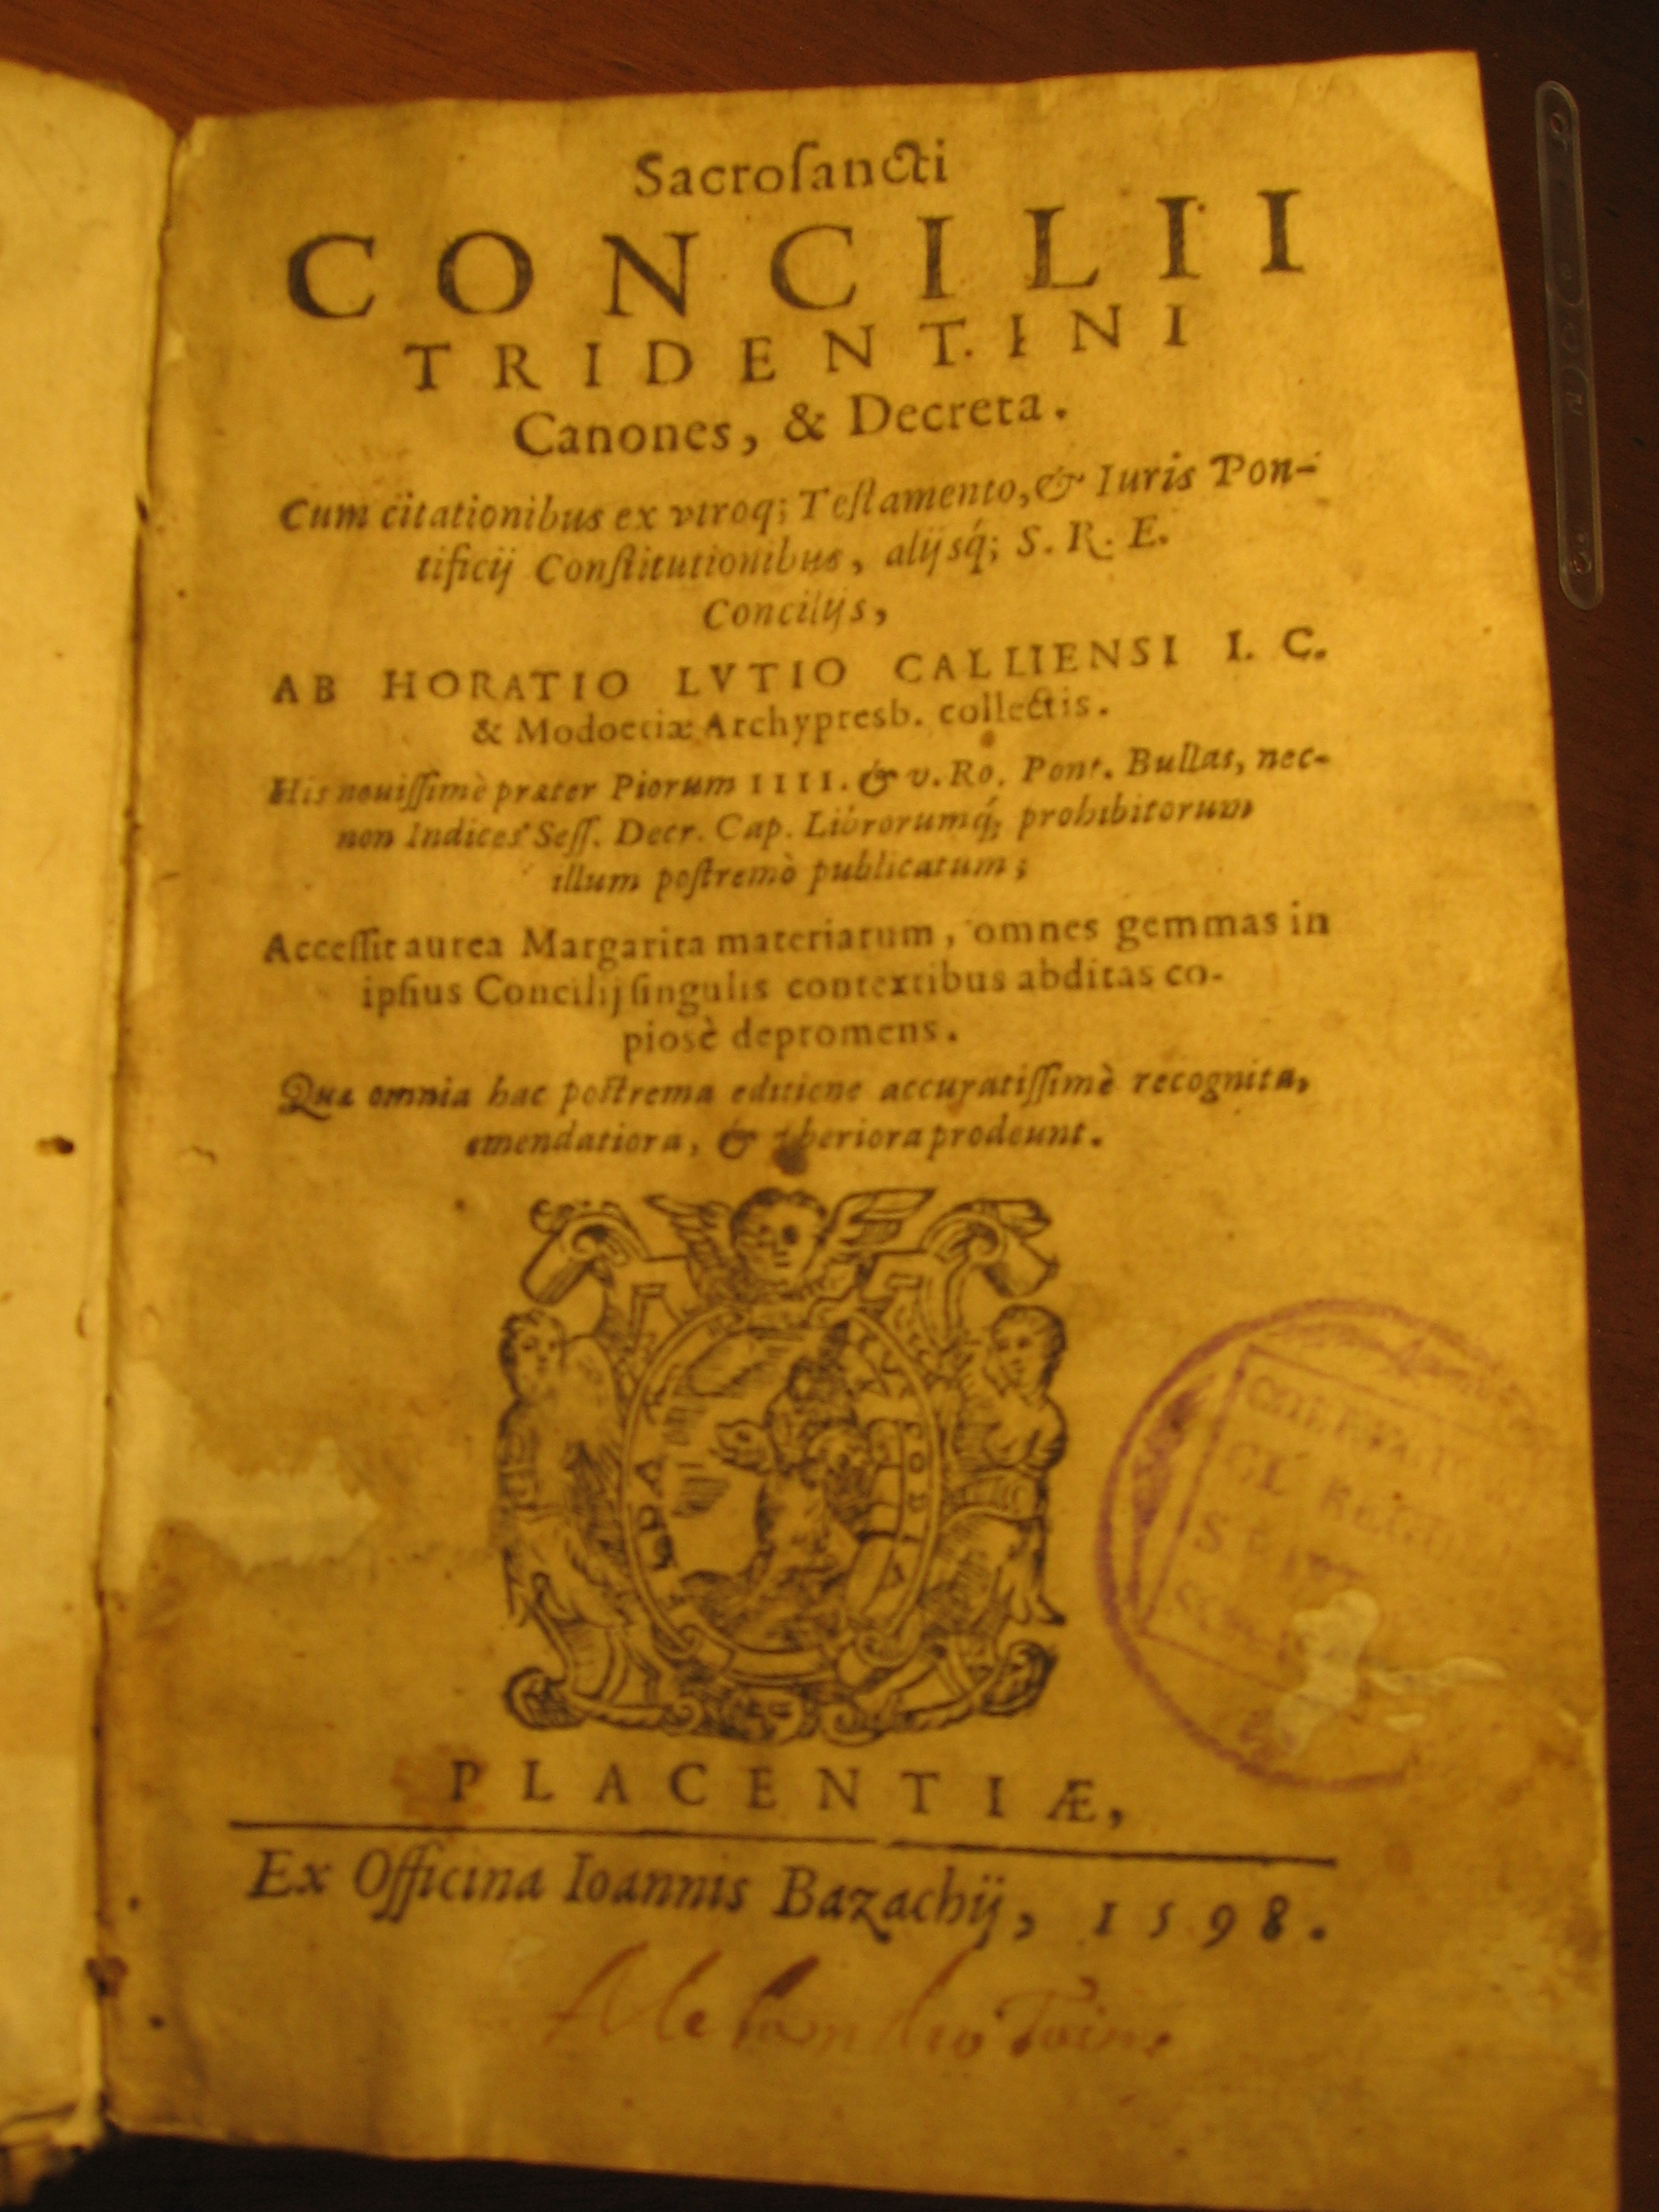 Sacroſancti
CONCILII
TRIDENTINI
Canones, & Decreta.
Cum citationibus ex vtroq; Teſtamento, & Iuris Pon-
tificij Conſtitutionibus, alijsq́; S. R. E.
Concilijs,
AB HORATIO LVTIO CALLIENSI I. C.
& Modoetiæ Archypresb. collectis.
His nouiſſimè præter Piorum IIII. & v. Ro. Pont. Bullas, nec-
non Indices Seſſ. Decr. Cap. Librorumq́; prohibitorum
illum poſtremò publicatum;
Acceſſit aurea Margarita materiarum, omnes gemmas in
ipſius Concilij ſingulis contextibus abditas co-
piosè depromens.
Quæ omnia hac poſtrema editione accuratiſſimè recognita,
emendatiora, & vberiora prodeunt.
PLACENTIÆ,
Ex Officina Ioannis Bazachij, 1598.